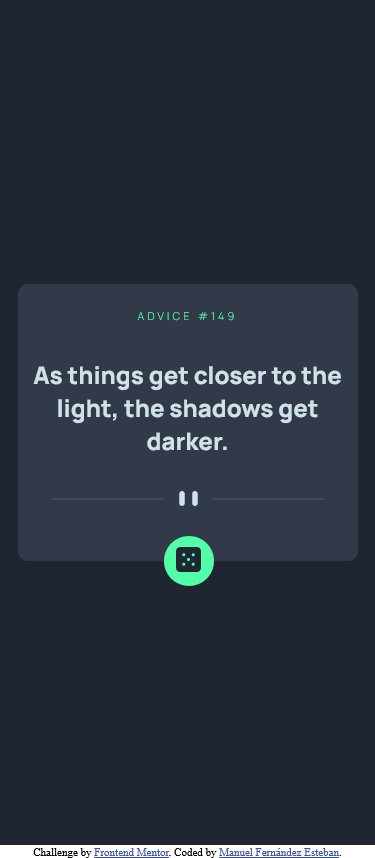 ADVICE #149
As things get closer to the
light, the shadows get
darker.
Challenge by Frontend Mentor. Coded by Manuel Fernández Esteban.